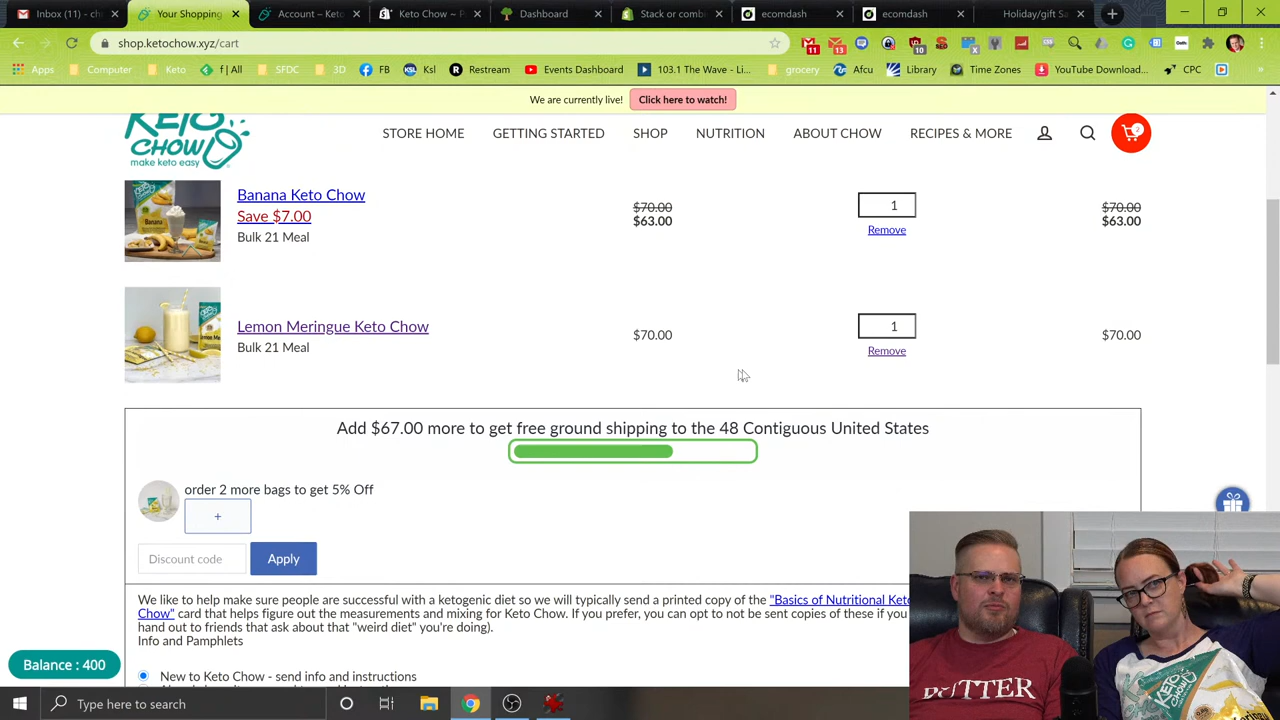 Your Shopping
Account - Keto
Keto Chow ~ P
Dashboard
Stack or comb
ecomdash
ecomdash
Holiday/gift Sa
shop.ketochow.xyz/cart
11
13
10
Apps
Computer
Keto
f | All
SFDC
3D
FB
Ksl
Restream
Events Dashboard
103.1 The Wave - Li...
grocery
Afcu
Library
Time Zones
YouTube Download...
CPC
We are currently live! Click here to watch!
KETO
CHOW
make keto easy
STORE HOME GETTING STARTED SHOP NUTRITION ABOUT CHOW RECIPES & MORE
2
Banana Keto Chow
Save $7.00
Bulk 21 Meal
$70.00
$63.00
1
Remove
$70.00
$63.00
Lemon Meringue Keto Chow
Bulk 21 Meal
$70.00
1
Remove
$70.00
Add $67.00 more to get free ground shipping to the 48 Contiguous United States
order 2 more bags to get 5% Off
+
Discount code
Apply
We like to help make sure people are successful with a ketogenic diet so we will typically send a printed copy of the "Basics of Nutritional Keto
Chow" card that helps figure out the measurements and mixing for Keto Chow. If you prefer, you can opt to not be sent copies of these if you
hand out to friends that ask about that "weird diet" you're doing).
Info and Pamphlets
New to Keto Chow - send info and instructions
Balance : 400
BUTTER
KETO
CHOW
Type here to search